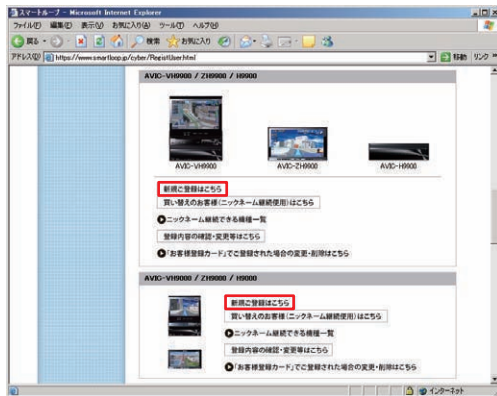 スマートループ - Microsoft Internet Explorer
ファイル(F) 編集(E) 表示(V) お気に入り(A) ツール(T) ヘルプ(H)
戻る 検索 お気に入り
アドレス(D) https://www.smartloop.jp/cyber/RegistUser.html 移動 リンク
AVIC-VH9900 / ZH9900 / H9900
AVIC-VH9900 AVIC-ZH9900 AVIC-H9900
新規ご登録はこちら
買い替えのお客様(ニックネーム継続使用)はこちら
ニックネーム継続できる機種一覧
登録内容の確認・変更等はこちら
「お客様登録カード」でご登録された場合の変更・削除はこちら
AVIC-VH9000 / ZH9000 / H9000
新規ご登録はこちら
買い替えのお客様(ニックネーム継続使用)はこちら
ニックネーム継続できる機種一覧
登録内容の確認・変更等はこちら
「お客様登録カード」でご登録された場合の変更・削除はこちら
インターネット